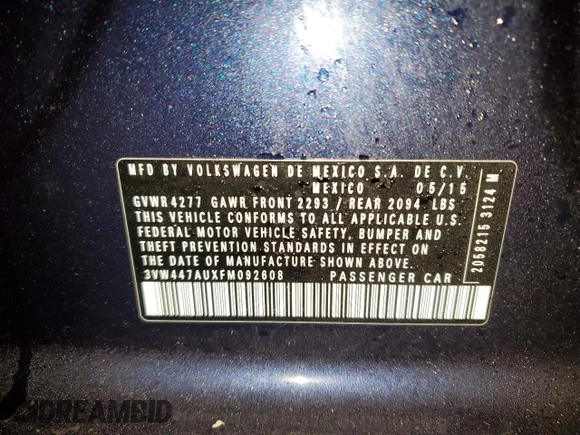 MFD BY VOLKSWAGEN DE MEXICO S.A. DE C.V.
MEXICO 05/15
GVWR 4277 GAWR FRONT 2293 / REAR 2094 LBS
THIS VEHICLE CONFORMS TO ALL APPLICABLE U.S.
FEDERAL MOTOR VEHICLE SAFETY, BUMPER AND
THEFT PREVENTION STANDARDS IN EFFECT ON
THE DATE OF MANUFACTURE SHOWN ABOVE.
3VW447AUXFM092608 PASSENGER CAR
2058215 3124 M
DREAMBID